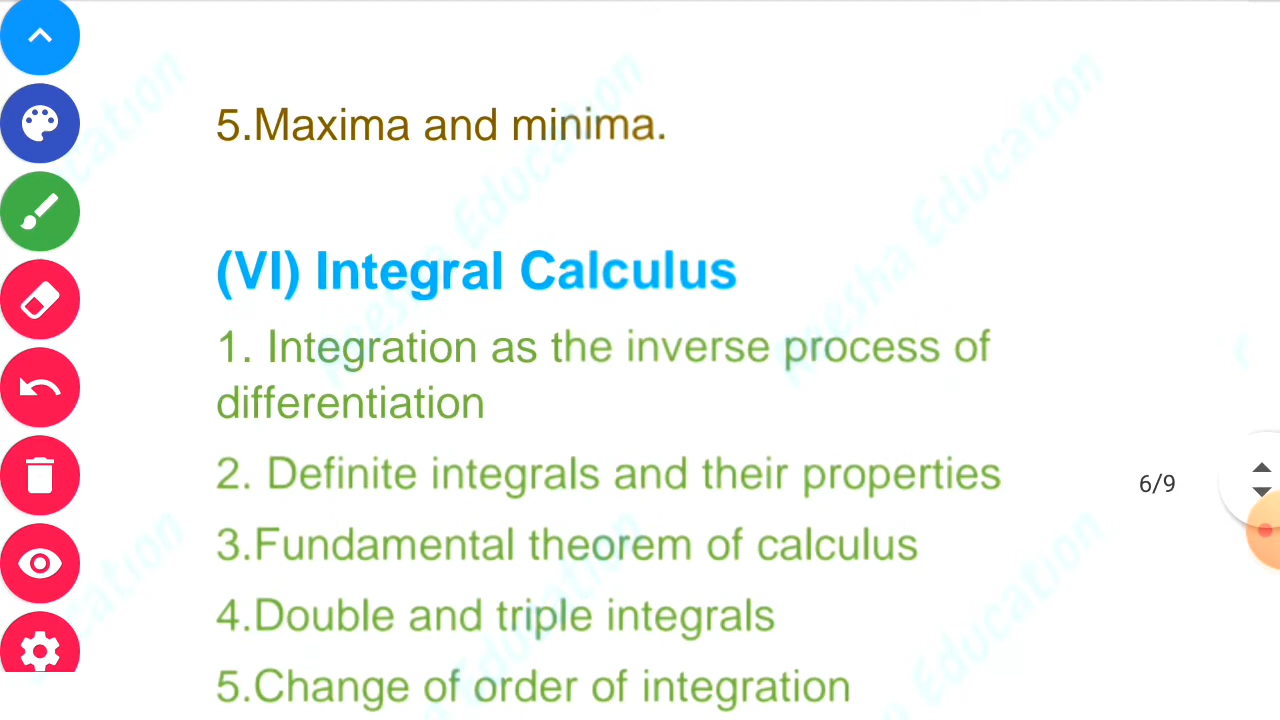 5.Maxima and minima.
(VI) Integral Calculus
1. Integration as the inverse process of
differentiation
2. Definite integrals and their properties
6/9
3.Fundamental theorem of calculus
4.Double and triple integrals
5.Change of order of integration